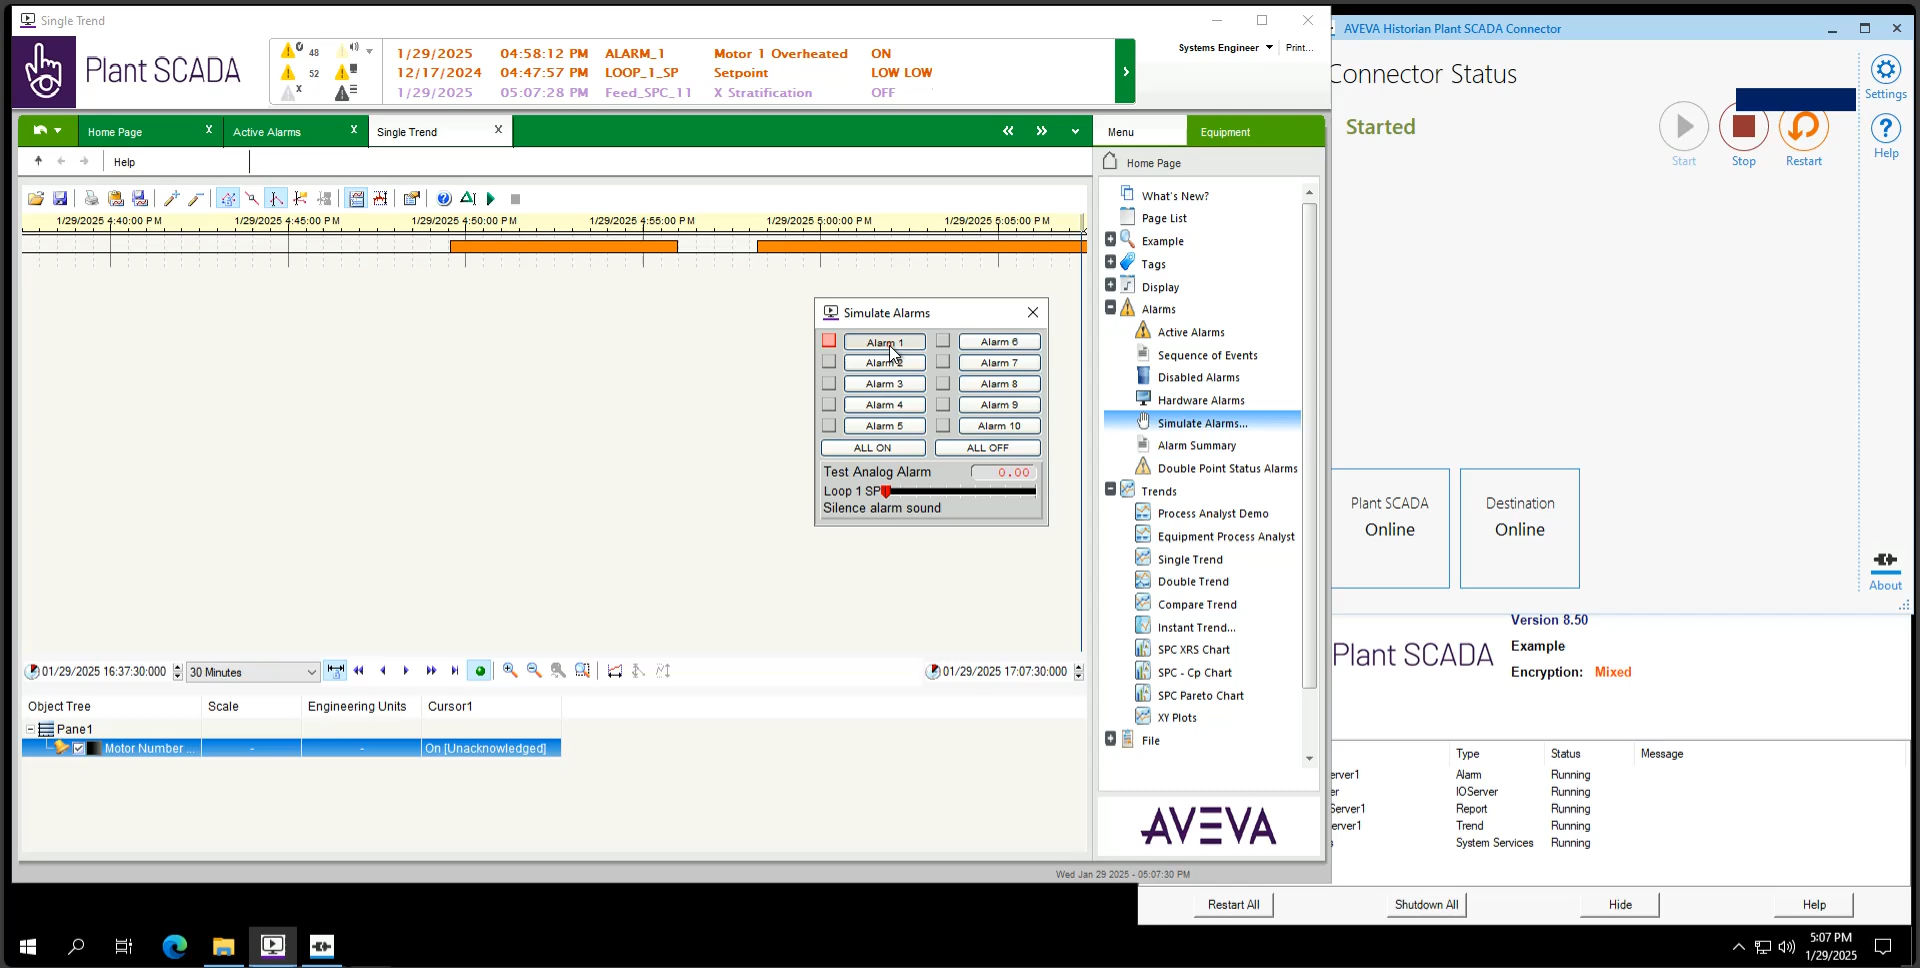 Single Trend
Plant SCADA
48
52
1/29/2025 04:58:12 PM ALARM_1 Motor 1 Overheated ON
12/17/2024 04:47:57 PM LOOP_1_SP Setpoint LOW LOW
1/29/2025 05:07:28 PM Feed_SPC_11 X Stratification OFF
Systems Engineer Print...
Home Page X Active Alarms X Single Trend X
Menu Equipment
Help
Home Page
1/29/2025 4:40:00 PM 1/29/2025 4:45:00 PM 1/29/2025 4:50:00 PM 1/29/2025 4:55:00 PM 1/29/2025 5:00:00 PM 1/29/2025 5:05:00 PM
Simulate Alarms
Alarm 1 Alarm 6
Alarm 2 Alarm 7
Alarm 3 Alarm 8
Alarm 4 Alarm 9
Alarm 5 Alarm 10
ALL ON ALL OFF
Test Analog Alarm 0.00
Loop 1 SP
Silence alarm sound
01/29/2025 16:37:30:000 30 Minutes 01/29/2025 17:07:30:000
Object Tree Scale Engineering Units Cursor1
Pane1
Motor Number ... - - On [Unacknowledged]
What's New?
Page List
Example
Tags
Display
Alarms
Active Alarms
Sequence of Events
Disabled Alarms
Hardware Alarms
Simulate Alarms...
Alarm Summary
Double Point Status Alarms
Trends
Process Analyst Demo
Equipment Process Analyst
Single Trend
Double Trend
Compare Trend
Instant Trend...
SPC XRS Chart
SPC - Cp Chart
SPC Pareto Chart
XY Plots
File
AVEVA
Wed Jan 29 2025 - 05:07:30 PM
AVEVA Historian Plant SCADA Connector
Connector Status
Started
Start Stop Restart
Settings
Help
Plant SCADA
Online
Destination
Online
About
Plant SCADA
Version 8.50
Example
Encryption: Mixed
Type Status Message
erver1 Alarm Running
er IOServer Running
Server1 Report Running
erver1 Trend Running
s System Services Running
Restart All Shutdown All Hide Help
5:07 PM
1/29/2025